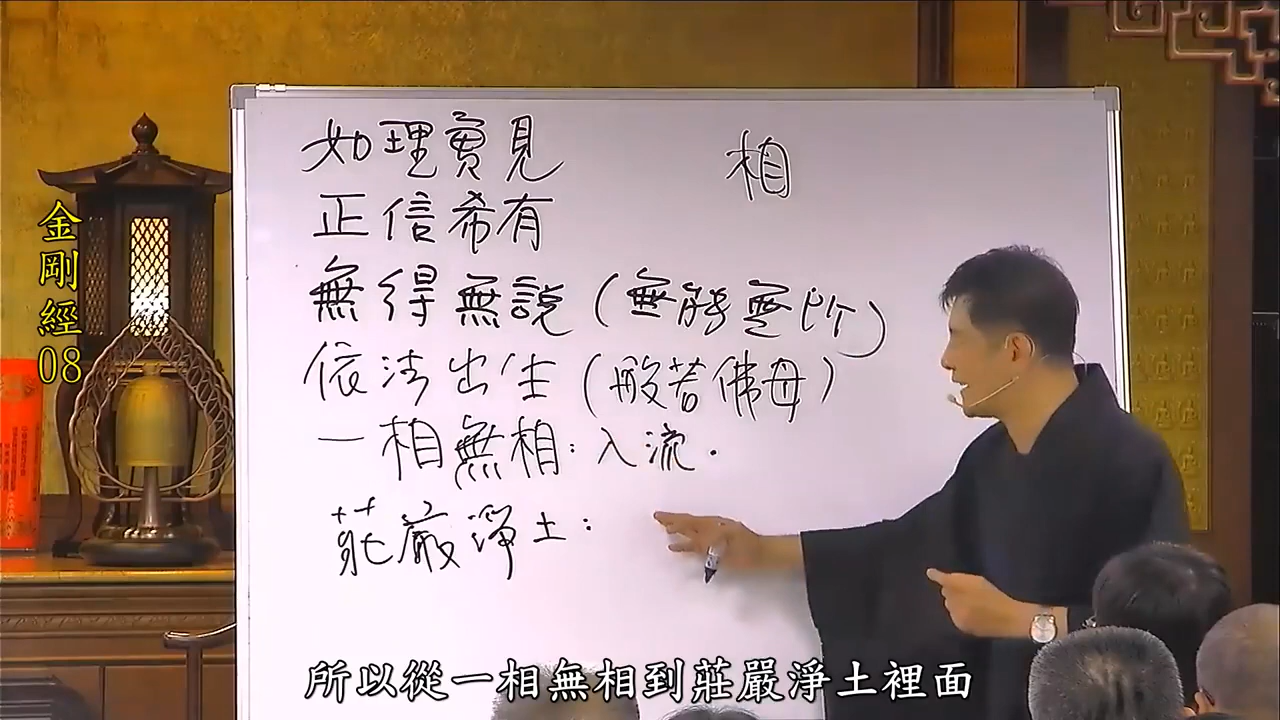 金剛經08
如理實見
相
正信希有
無得無説(無能無所)
依法出生(般若佛母)
一相無相:入流.
莊嚴淨土:
所以從一相無相到莊嚴淨土裡面